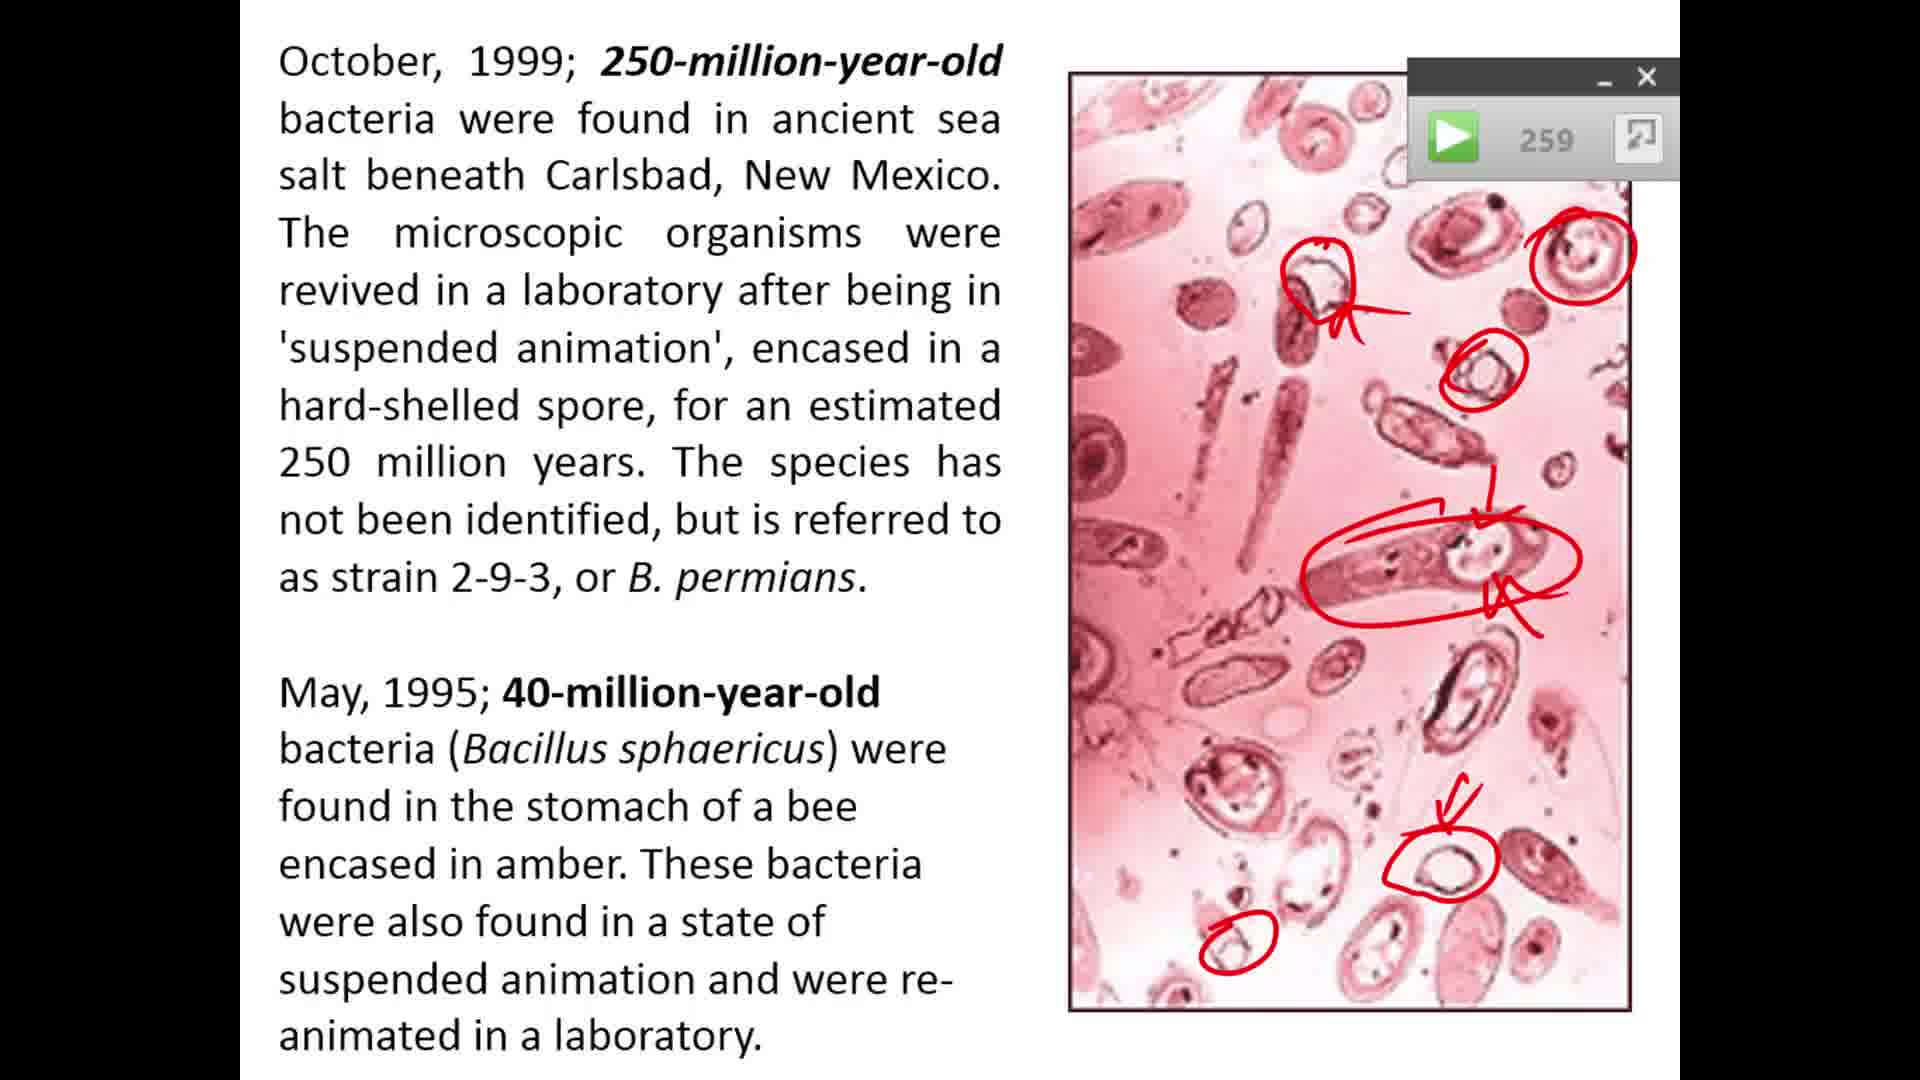 October, 1999; 250-million-year-old
bacteria were found in ancient sea
salt beneath Carlsbad, New Mexico.
The microscopic organisms were
revived in a laboratory after being in
'suspended animation', encased in a
hard-shelled spore, for an estimated
250 million years. The species has
not been identified, but is referred to
as strain 2-9-3, or B. permians.
May, 1995; 40-million-year-old
bacteria (Bacillus sphaericus) were
found in the stomach of a bee
encased in amber. These bacteria
were also found in a state of
suspended animation and were re-
animated in a laboratory.
259